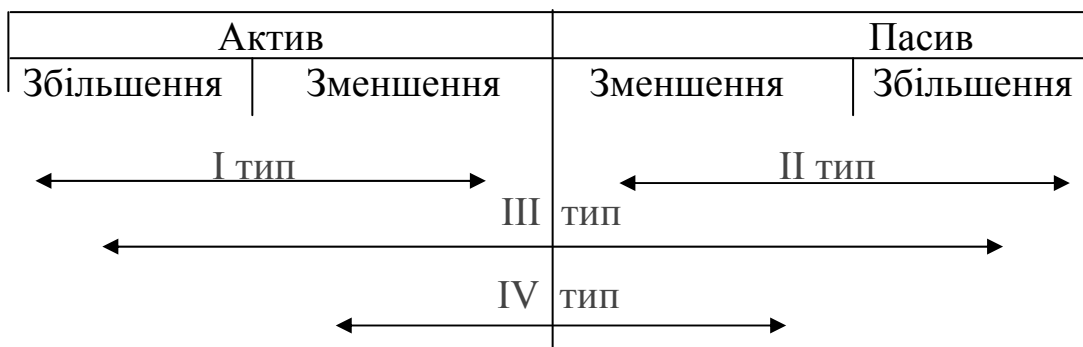 Актив Пасив
Збільшення Зменшення Зменшення Збільшення
I тип II тип
III тип
IV тип